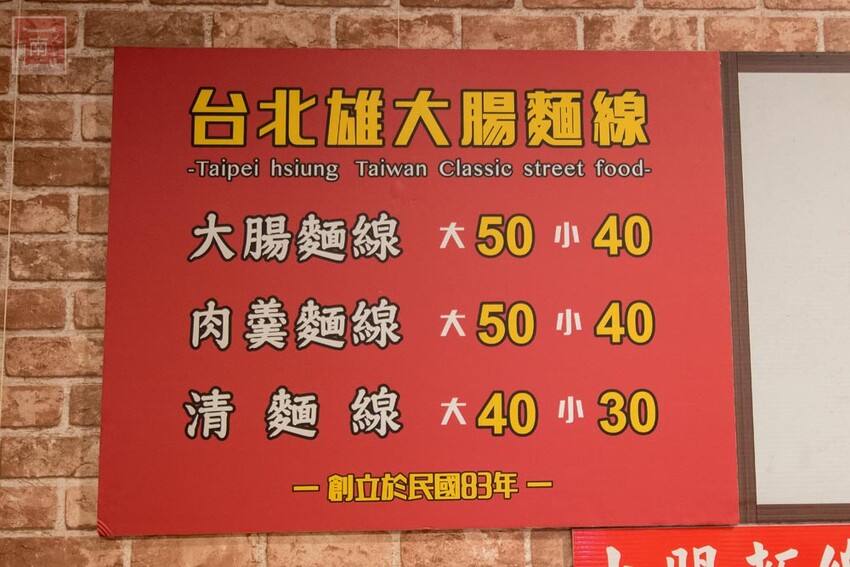 台北雄大腸麵線
-Taipei hsiung Taiwan Classic street food-
大腸麵線 大 50 小 40
肉羹麵線 大 50 小 40
清麵線 大 40 小 30
— 創立於民國83年 —